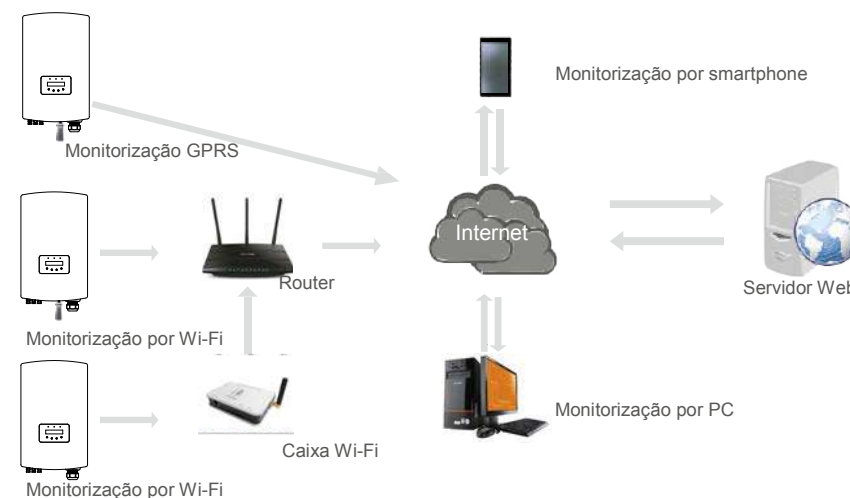 Monitorização por smartphone
Monitorização GPRS
Internet
Router
Servidor Web
Monitorização por Wi-Fi
Monitorização por PC
Caixa Wi-Fi
Monitorização por Wi-Fi